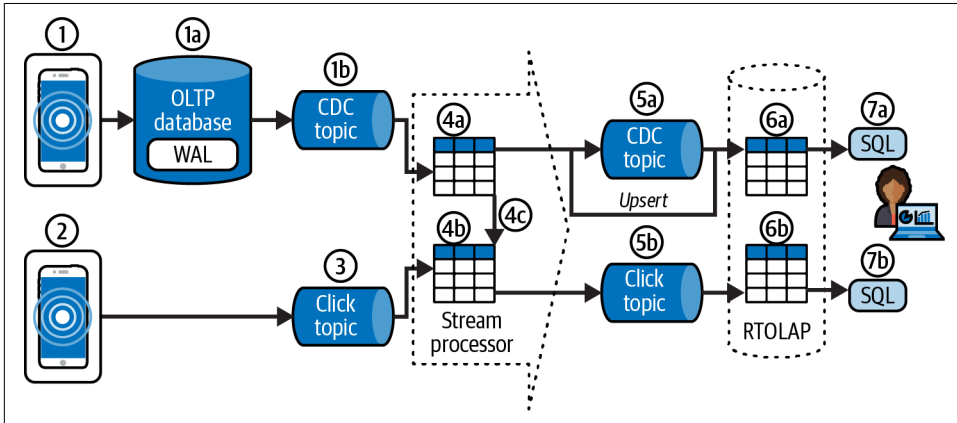 1
1a
OLTP
database
WAL
1b
CDC
topic
4a
5a
CDC
topic
Upsert
6a
7a
SQL
2
3
Click
topic
4b
4c
Stream
processor
5b
Click
topic
6b
RTOLAP
7b
SQL